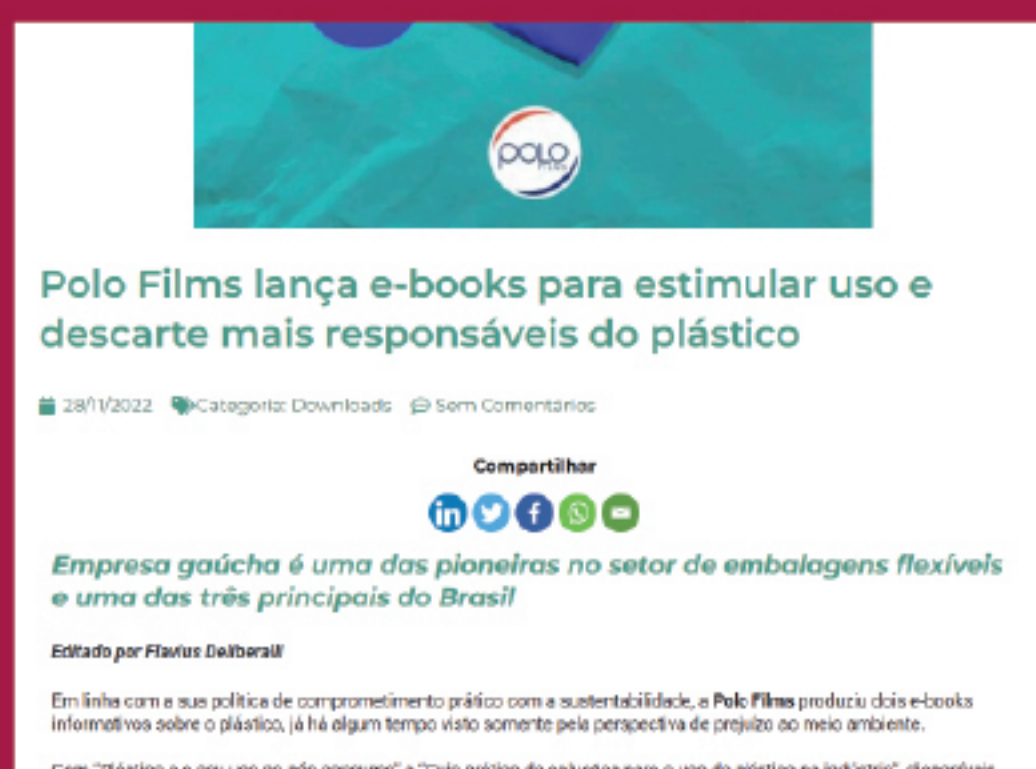 POLO
FILMS
Polo Films lança e-books para estimular uso e
descarte mais responsáveis do plástico
28/11/2022 Categoria: Downloads Sem Comentários
Compartilhar
in f
Empresa gaúcha é uma das pioneiras no setor de embalagens flexíveis
e uma das três principais do Brasil
Editado por Flavius Deliberalli
Em linha com a sua política de comprometimento prático com a sustentabilidade, a Polo Films produziu dois e-books
informativos sobre o plástico, já há algum tempo visto somente pela perspectiva de prejuízo ao meio ambiente.